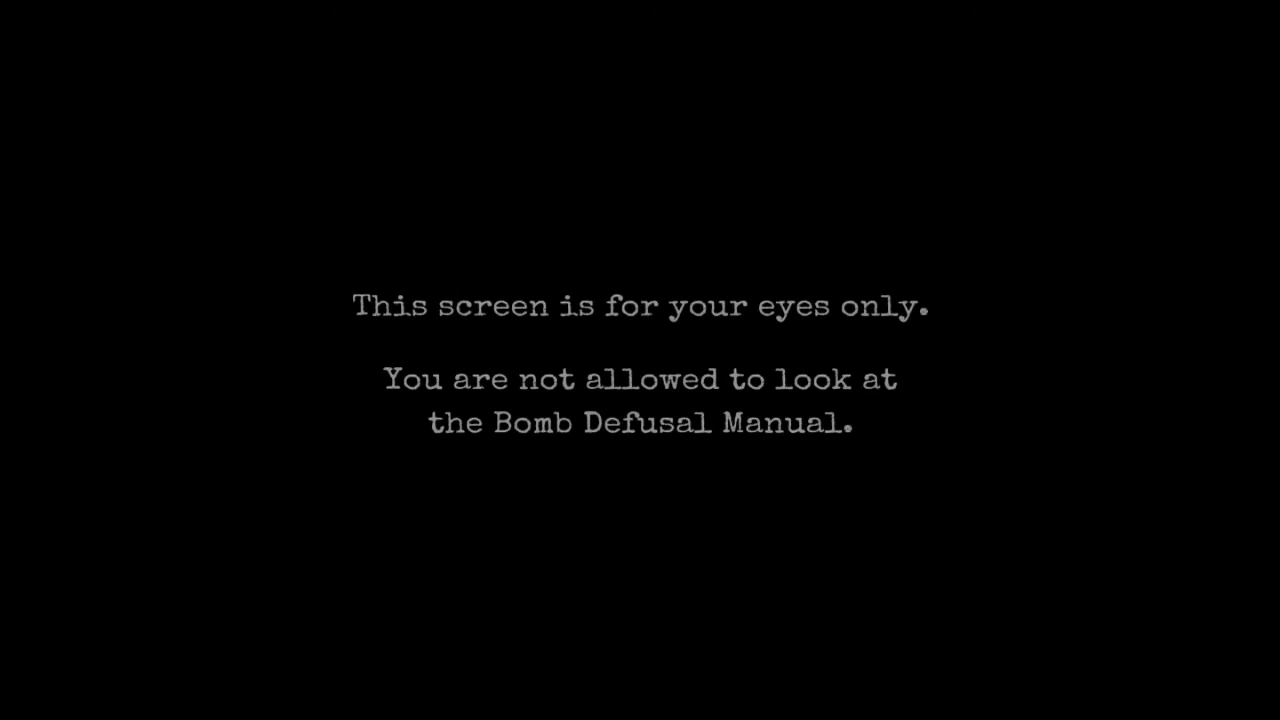 This screen is for your eyes only.
You are not allowed to look at
the Bomb Defusal Manual.